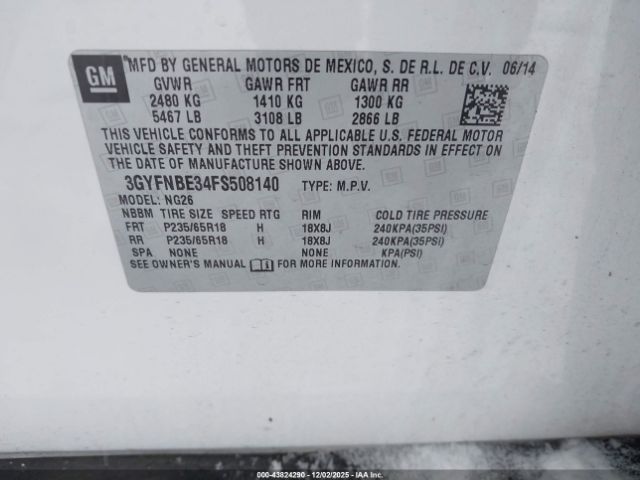 GM
MFD BY GENERAL MOTORS DE MEXICO, S. DE R.L. DE C.V. 06/14
GVWR GAWR FRT GAWR RR
2480 KG 1410 KG 1300 KG
5467 LB 3108 LB 2866 LB
THIS VEHICLE CONFORMS TO ALL APPLICABLE U.S. FEDERAL MOTOR
VEHICLE SAFETY AND THEFT PREVENTION STANDARDS IN EFFECT ON THE
DATE OF MANUFACTURE SHOWN ABOVE.
3GYFNBE34FS508140 TYPE: M.P.V.
MODEL: NG26
NBBM TIRE SIZE SPEED RTG RIM COLD TIRE PRESSURE
FRT P235/65R18 H 18X8J 240KPA(35PSI)
RR P235/65R18 H 18X8J 240KPA(35PSI)
SPA NONE NONE KPA(PSI)
SEE OWNER'S MANUAL FOR MORE INFORMATION.
000-43824290 - 12/02/2025 - IAAI.CA